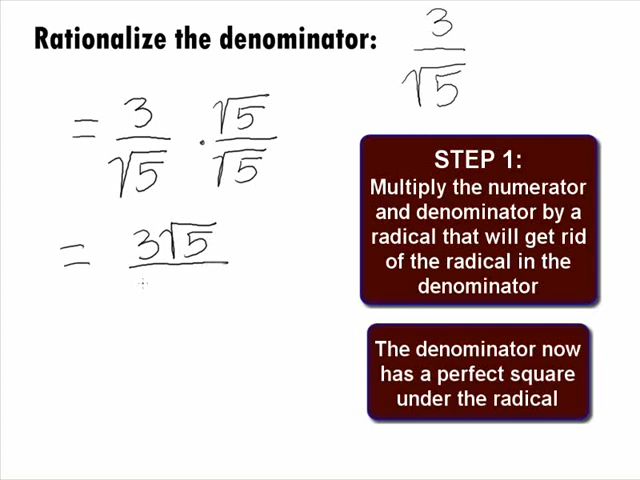 Rationalize the denominator: 3/√5
= 3/√5 · √5/√5
= 3√5
STEP 1:
Multiply the numerator
and denominator by a
radical that will get rid
of the radical in the
denominator
The denominator now
has a perfect square
under the radical